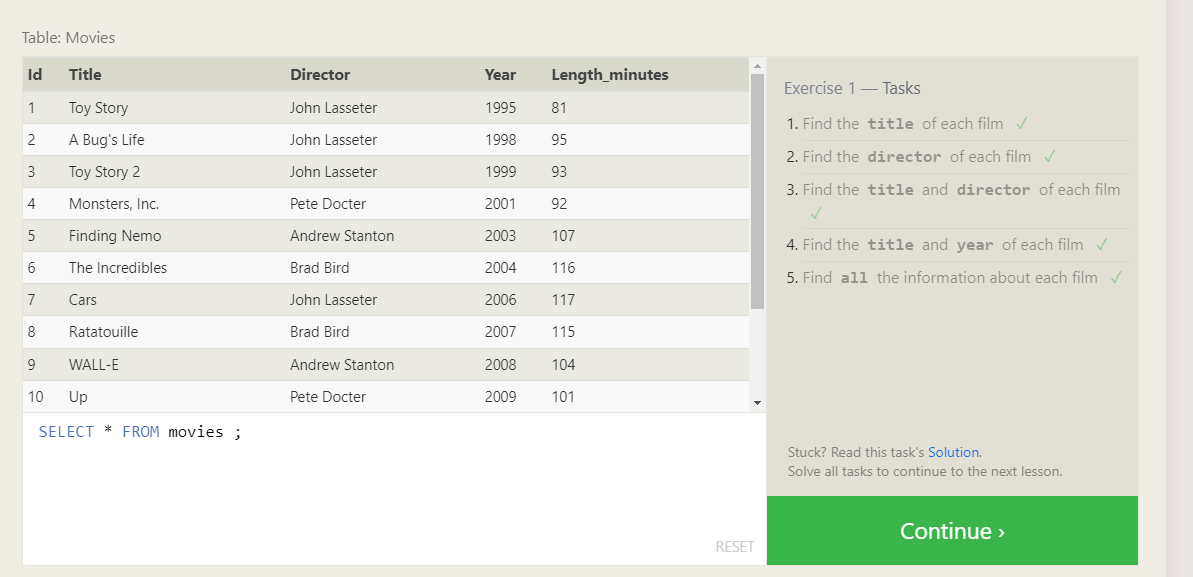 Table: Movies
Id Title Director Year Length_minutes
1 Toy Story John Lasseter 1995 81
2 A Bug's Life John Lasseter 1998 95
3 Toy Story 2 John Lasseter 1999 93
4 Monsters, Inc. Pete Docter 2001 92
5 Finding Nemo Andrew Stanton 2003 107
6 The Incredibles Brad Bird 2004 116
7 Cars John Lasseter 2006 117
8 Ratatouille Brad Bird 2007 115
9 WALL-E Andrew Stanton 2008 104
10 Up Pete Docter 2009 101
SELECT * FROM movies ;
RESET
Exercise 1 — Tasks
1. Find the title of each film ✓
2. Find the director of each film ✓
3. Find the title and director of each film
✓
4. Find the title and year of each film ✓
5. Find all the information about each film ✓
Stuck? Read this task's Solution.
Solve all tasks to continue to the next lesson.
Continue ›